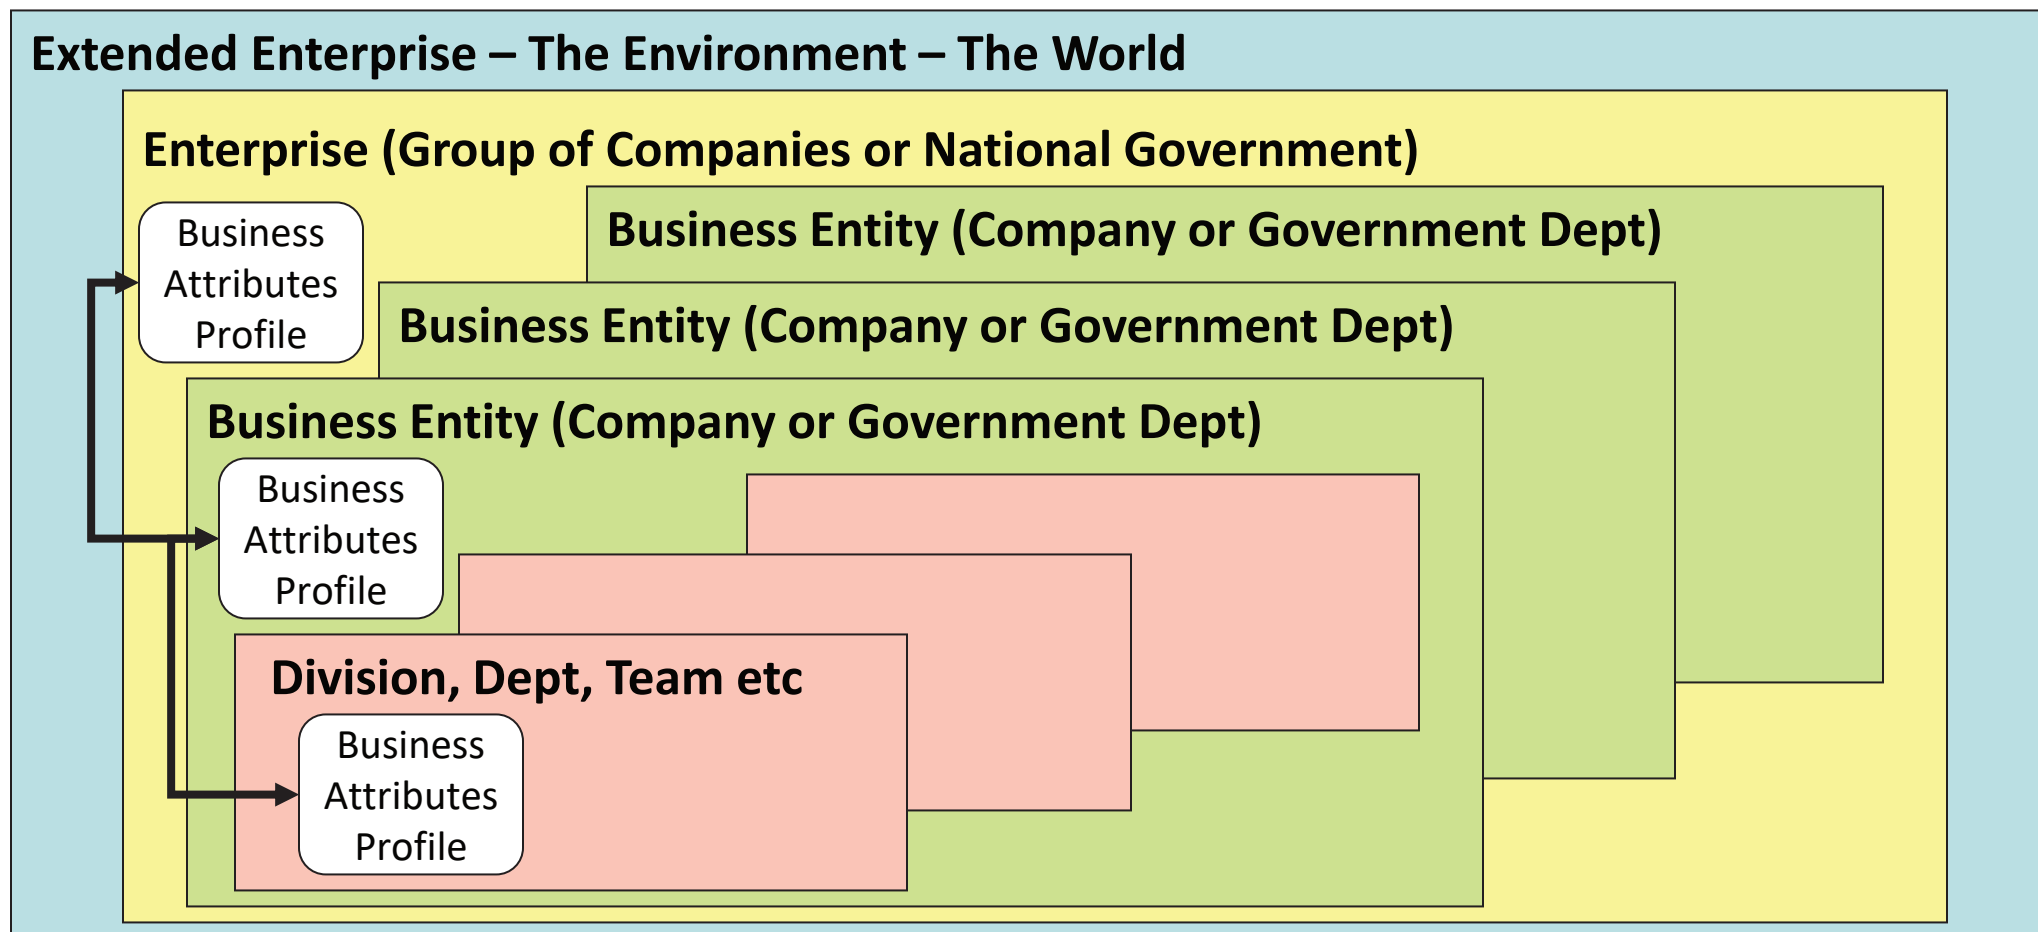 Extended Enterprise – The Environment – The World
Enterprise (Group of Companies or National Government)
Business
Attributes
Profile
Business Entity (Company or Government Dept)
Business Entity (Company or Government Dept)
Business Entity (Company or Government Dept)
Business
Attributes
Profile
Division, Dept, Team etc
Business
Attributes
Profile